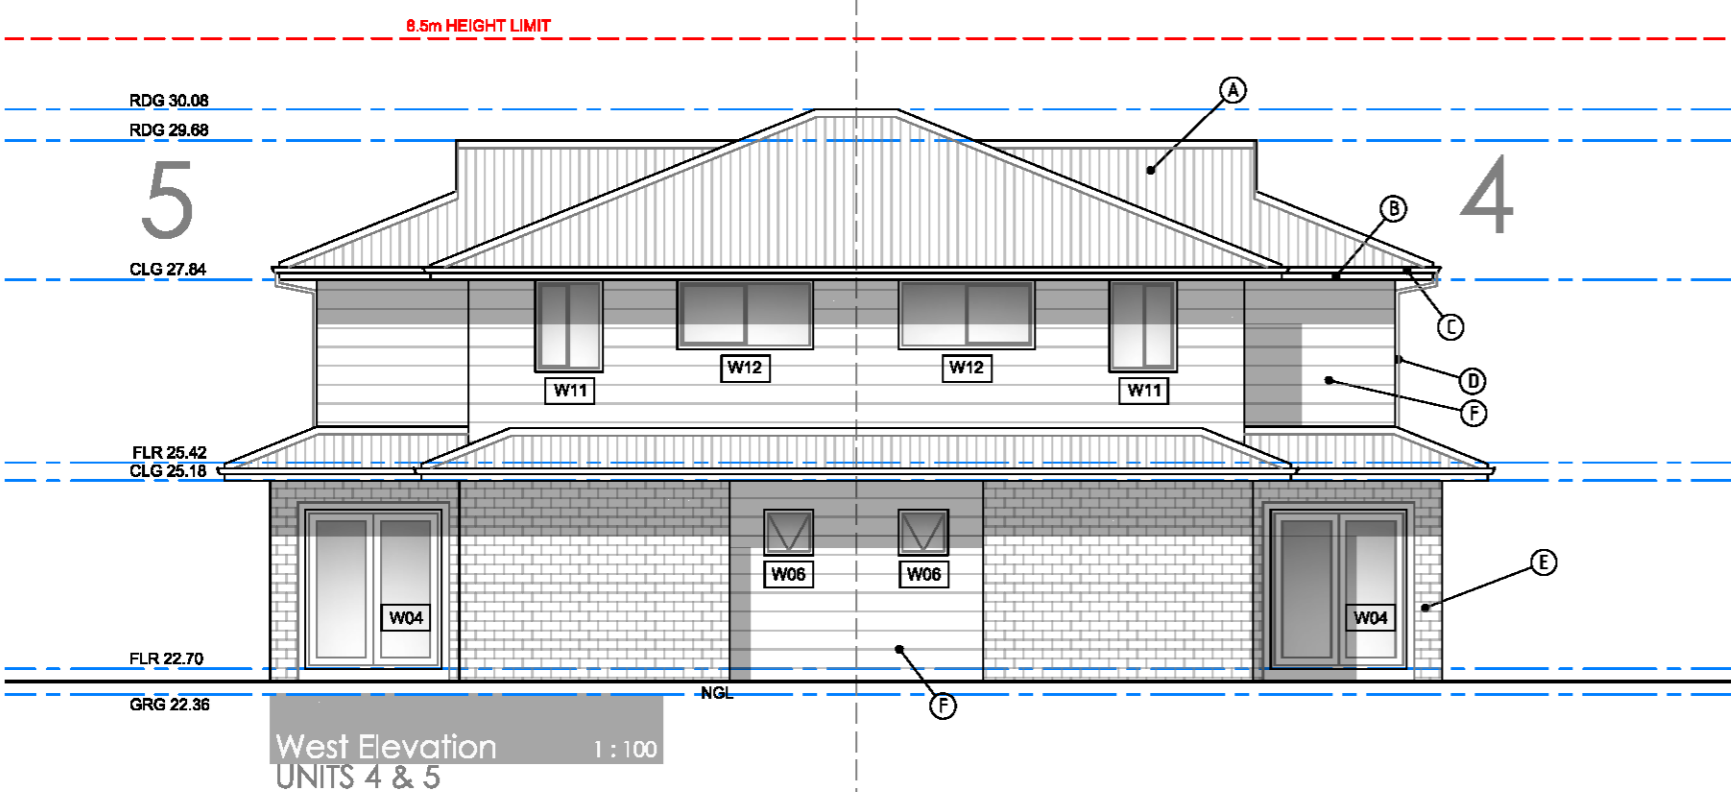 8.5m HEIGHT LIMIT
RDG 30.08
A
RDG 29.68
5
4
B
CLG 27.84
C
W12
W12
D
W11
W11
F
FLR 25.42
CLG 25.18
E
W06
W06
W04
W04
FLR 22.70
NGL
GRG 22.36
F
West Elevation 1 : 100
UNITS 4 & 5